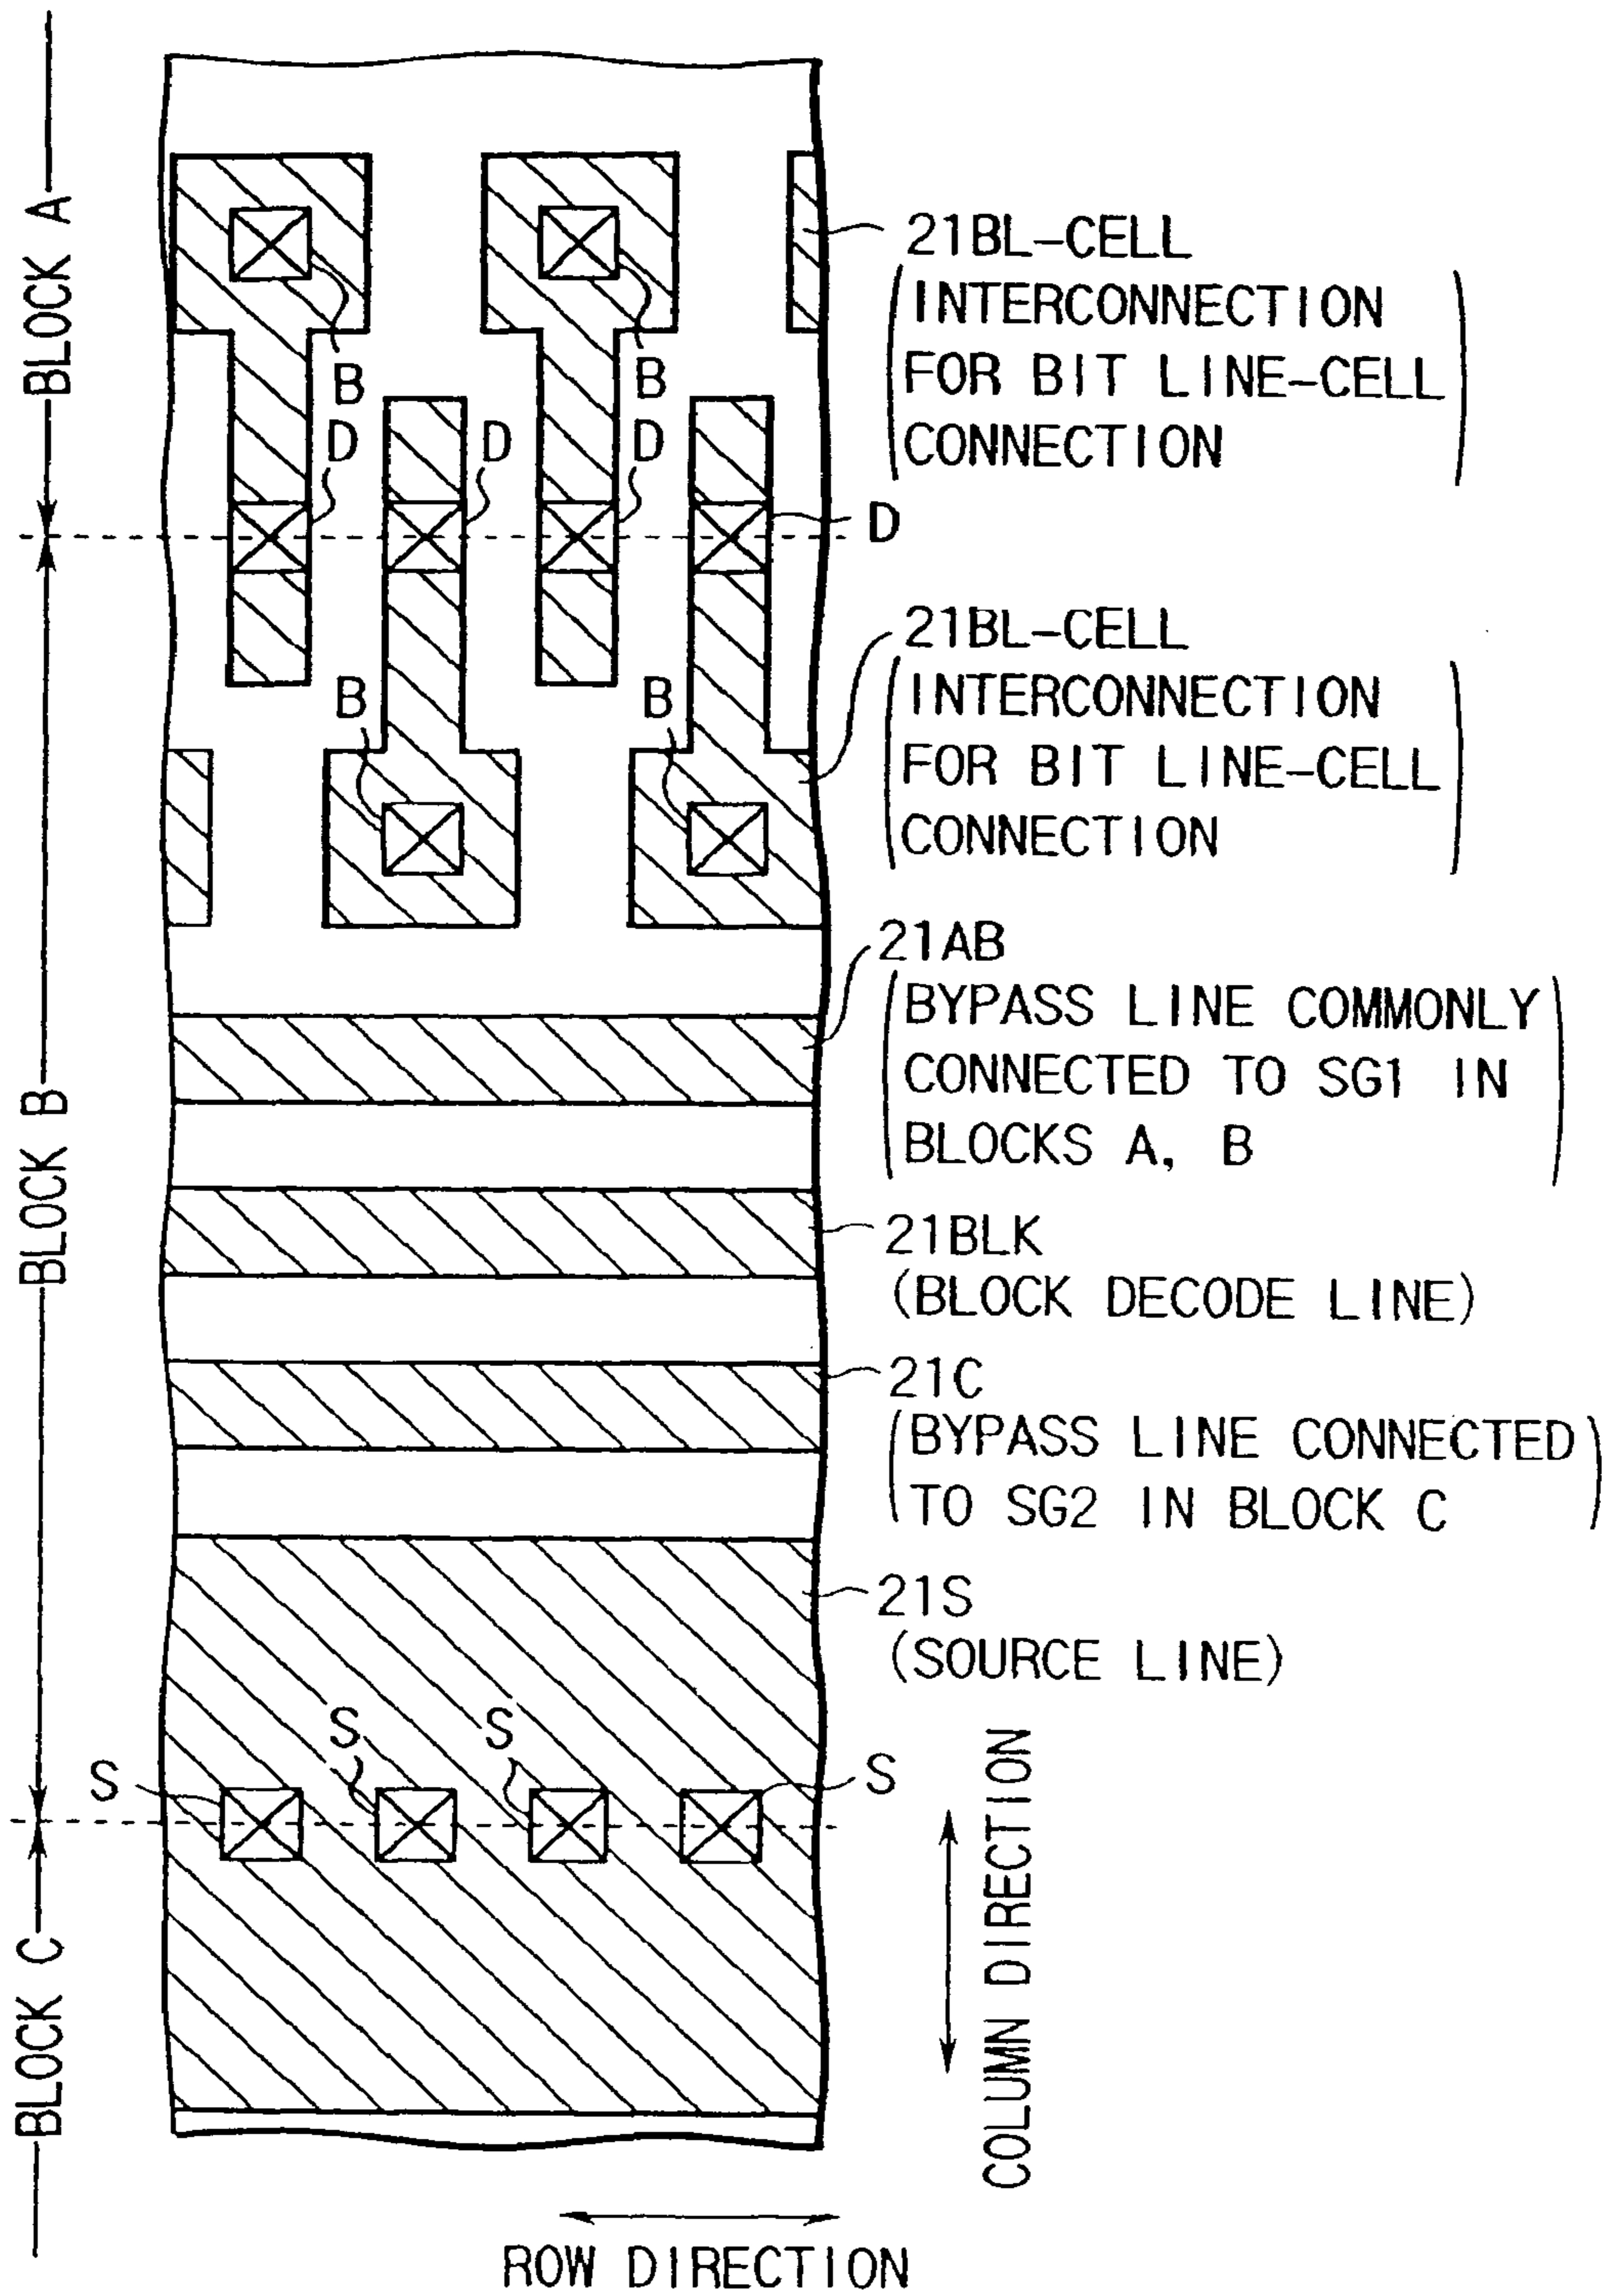 BLOCK A
BLOCK B
BLOCK C
B
B
D
D
D
D
B
B
21BL-CELL
(INTERCONNECTION
FOR BIT LINE-CELL
CONNECTION)
21BL-CELL
(INTERCONNECTION
FOR BIT LINE-CELL
CONNECTION)
21AB
(BYPASS LINE COMMONLY
CONNECTED TO SG1 IN
BLOCKS A, B)
21BLK
(BLOCK DECODE LINE)
21C
(BYPASS LINE CONNECTED
TO SG2 IN BLOCK C)
21S
(SOURCE LINE)
S
S
S
S
COLUMN DIRECTION
ROW DIRECTION